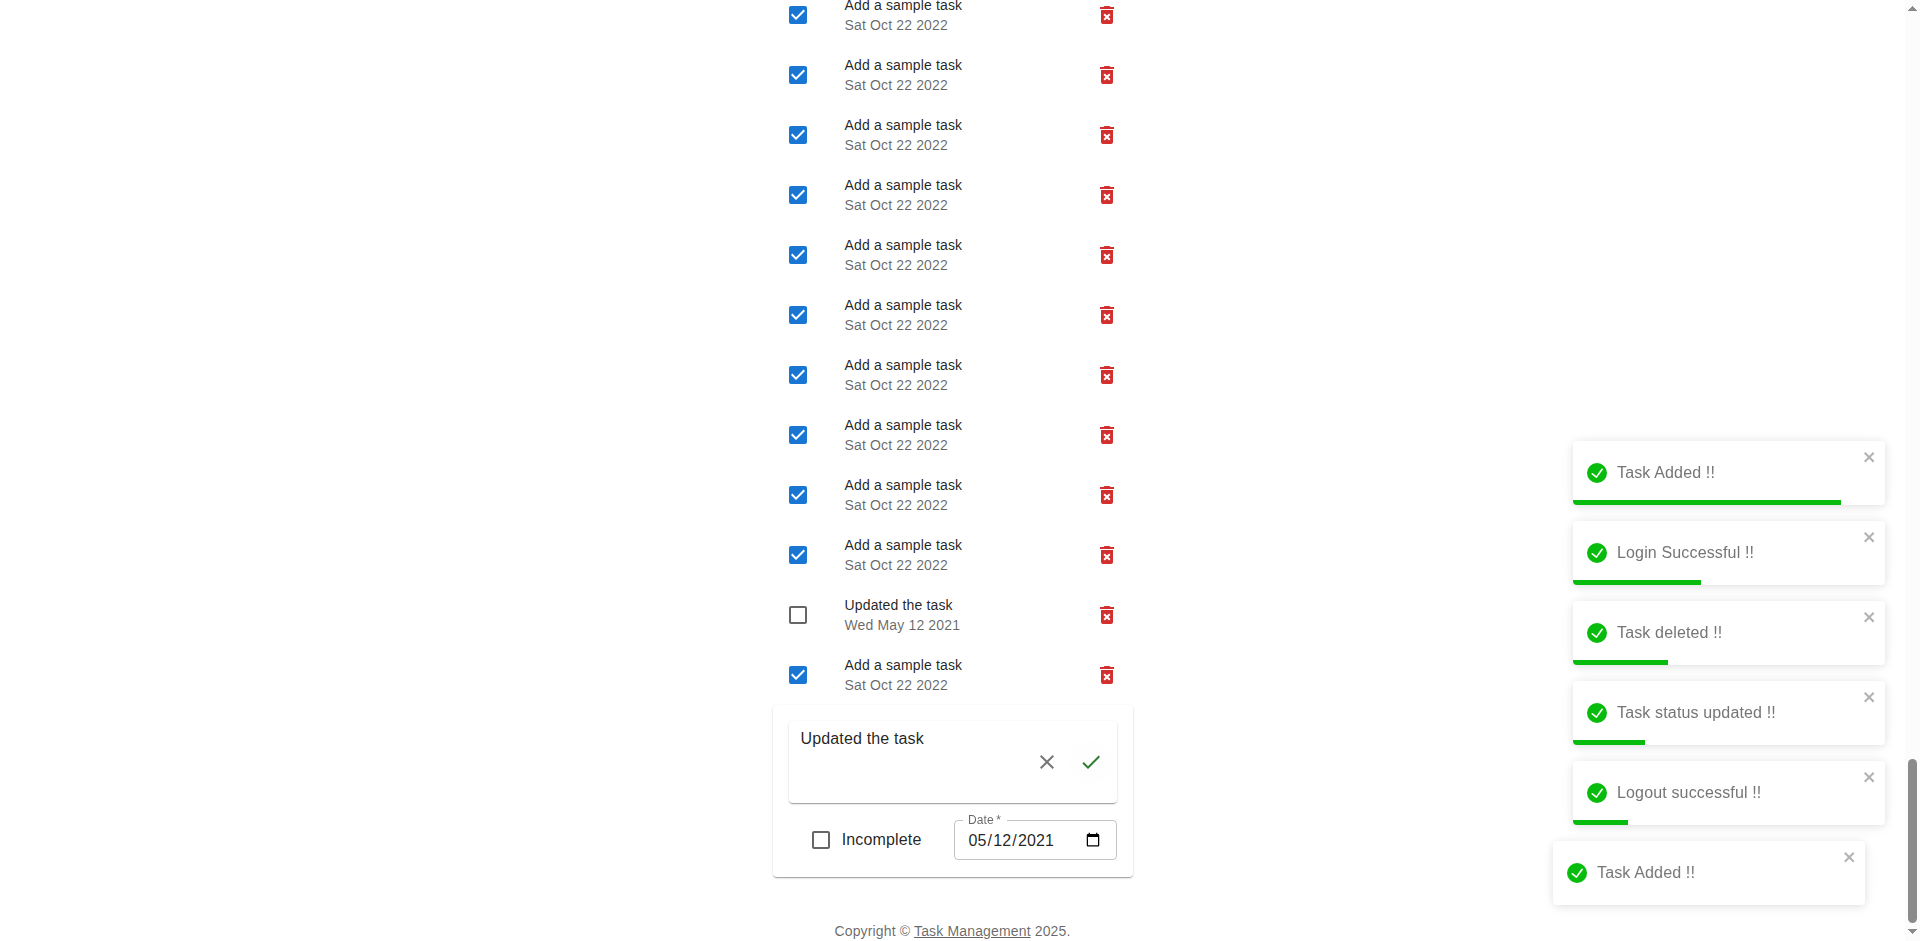 Add a sample task
Sat Oct 22 2022
Add a sample task
Sat Oct 22 2022
Add a sample task
Sat Oct 22 2022
Add a sample task
Sat Oct 22 2022
Add a sample task
Sat Oct 22 2022
Add a sample task
Sat Oct 22 2022
Add a sample task
Sat Oct 22 2022
Add a sample task
Sat Oct 22 2022
Add a sample task
Sat Oct 22 2022
Add a sample task
Sat Oct 22 2022
Updated the task
Wed May 12 2021
Add a sample task
Sat Oct 22 2022
Updated the task
Incomplete
Date *
05/12/2021
Copyright © Task Management 2025.
Task Added !!
Login Successful !!
Task deleted !!
Task status updated !!
Logout successful !!
Task Added !!